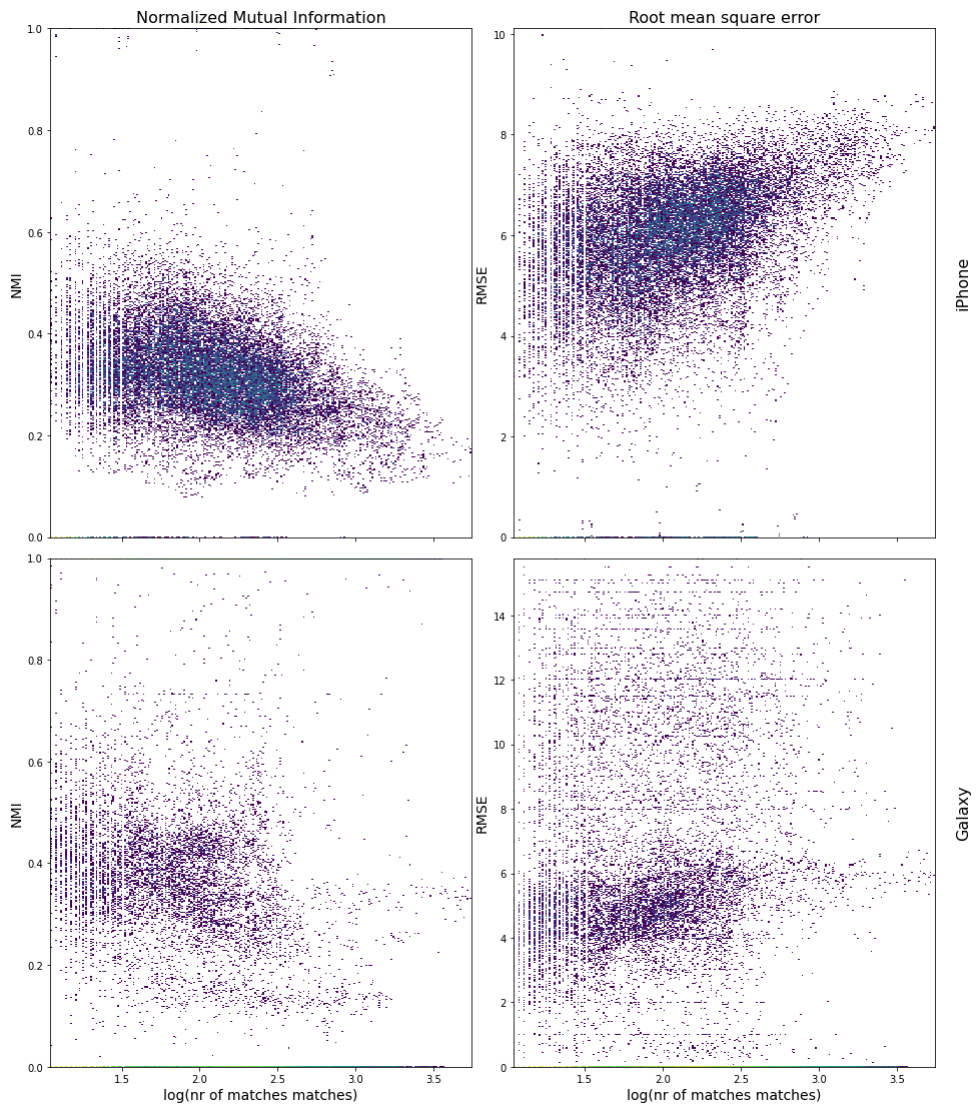 Normalized Mutual Information
Root mean square error
1.0
0.8
0.6
0.4
0.2
0.0
NMI
10
8
6
4
2
0
RMSE
iPhone
1.0
0.8
0.6
0.4
0.2
0.0
NMI
1.5 2.0 2.5 3.0 3.5
log(nr of matches matches)
14
12
10
8
6
4
2
0
RMSE
1.5 2.0 2.5 3.0 3.5
log(nr of matches matches)
Galaxy